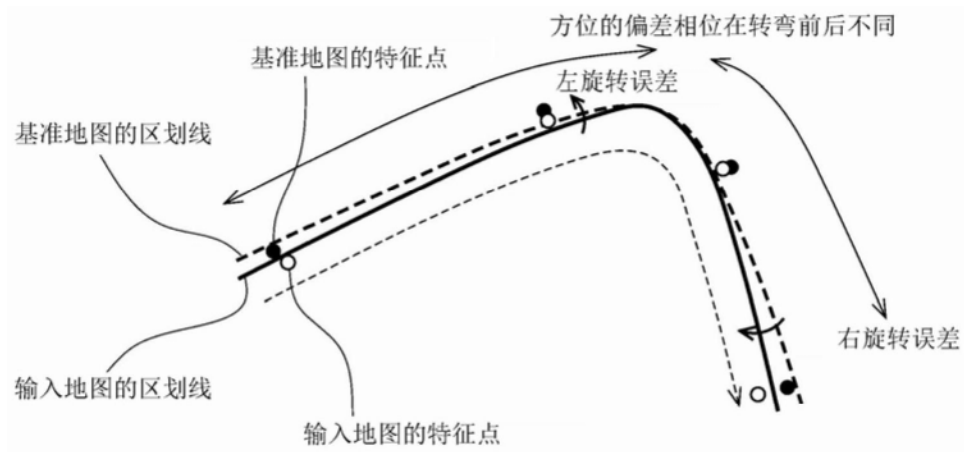 方位的偏差相位在转弯前后不同
基准地图的特征点
左旋转误差
基准地图的区划线
右旋转误差
输入地图的区划线
输入地图的特征点